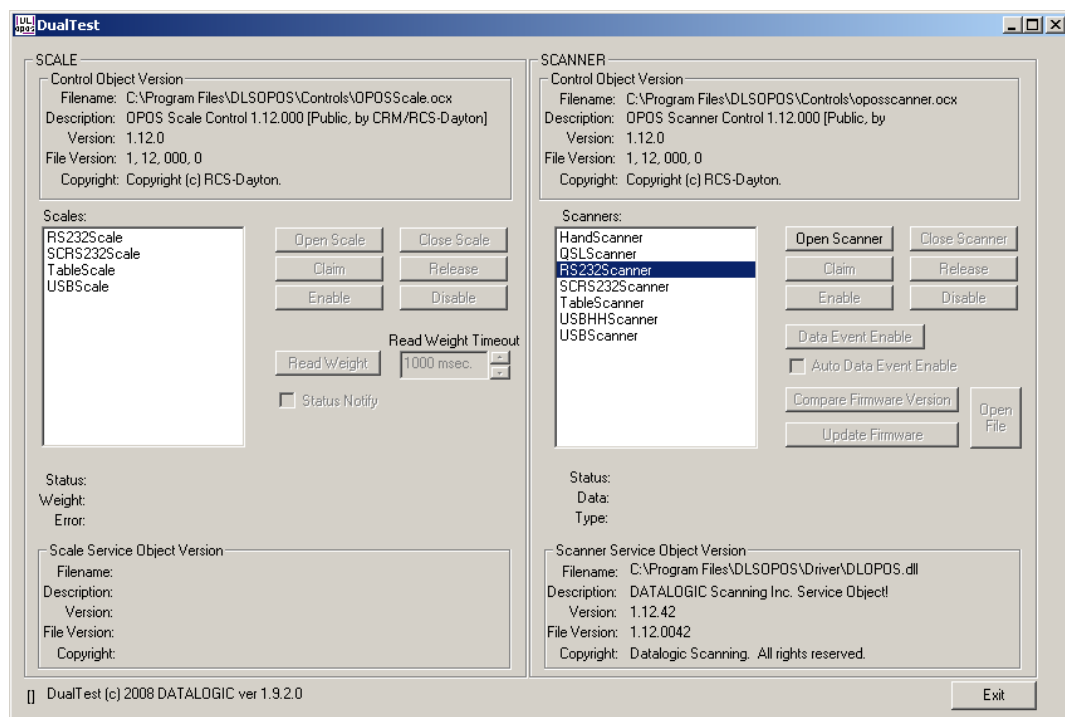 UL
opos
DualTest
SCALE
Control Object Version
Filename: C:\Program Files\DLSOPOS\Controls\OPOSScale.ocx
Description: OPOS Scale Control 1.12.000 [Public, by CRM/RCS-Dayton]
Version: 1.12.0
File Version: 1, 12, 000, 0
Copyright: Copyright (c) RCS-Dayton.
Scales:
RS232Scale
SCRS232Scale
TableScale
USBScale
Open Scale
Close Scale
Claim
Release
Enable
Disable
Read Weight Timeout
Read Weight
1000 msec.
Status Notify
Status:
Weight:
Error:
Scale Service Object Version
Filename:
Description:
Version:
File Version:
Copyright:
SCANNER
Control Object Version
Filename: C:\Program Files\DLSOPOS\Controls\oposscanner.ocx
Description: OPOS Scanner Control 1.12.000 [Public, by
Version: 1.12.0
File Version: 1, 12, 000, 0
Copyright: Copyright (c) RCS-Dayton.
Scanners:
HandScanner
QSLScanner
RS232Scanner
SCRS232Scanner
TableScanner
USBHHScanner
USBScanner
Open Scanner
Close Scanner
Claim
Release
Enable
Disable
Data Event Enable
Auto Data Event Enable
Compare Firmware Version
Update Firmware
Open
File
Status:
Data:
Type:
Scanner Service Object Version
Filename: C:\Program Files\DLSOPOS\Driver\DLOPOS.dll
Description: DATALOGIC Scanning Inc. Service Object!
Version: 1.12.42
File Version: 1.12.0042
Copyright: Datalogic Scanning. All rights reserved.
[] DualTest (c) 2008 DATALOGIC ver 1.9.2.0
Exit